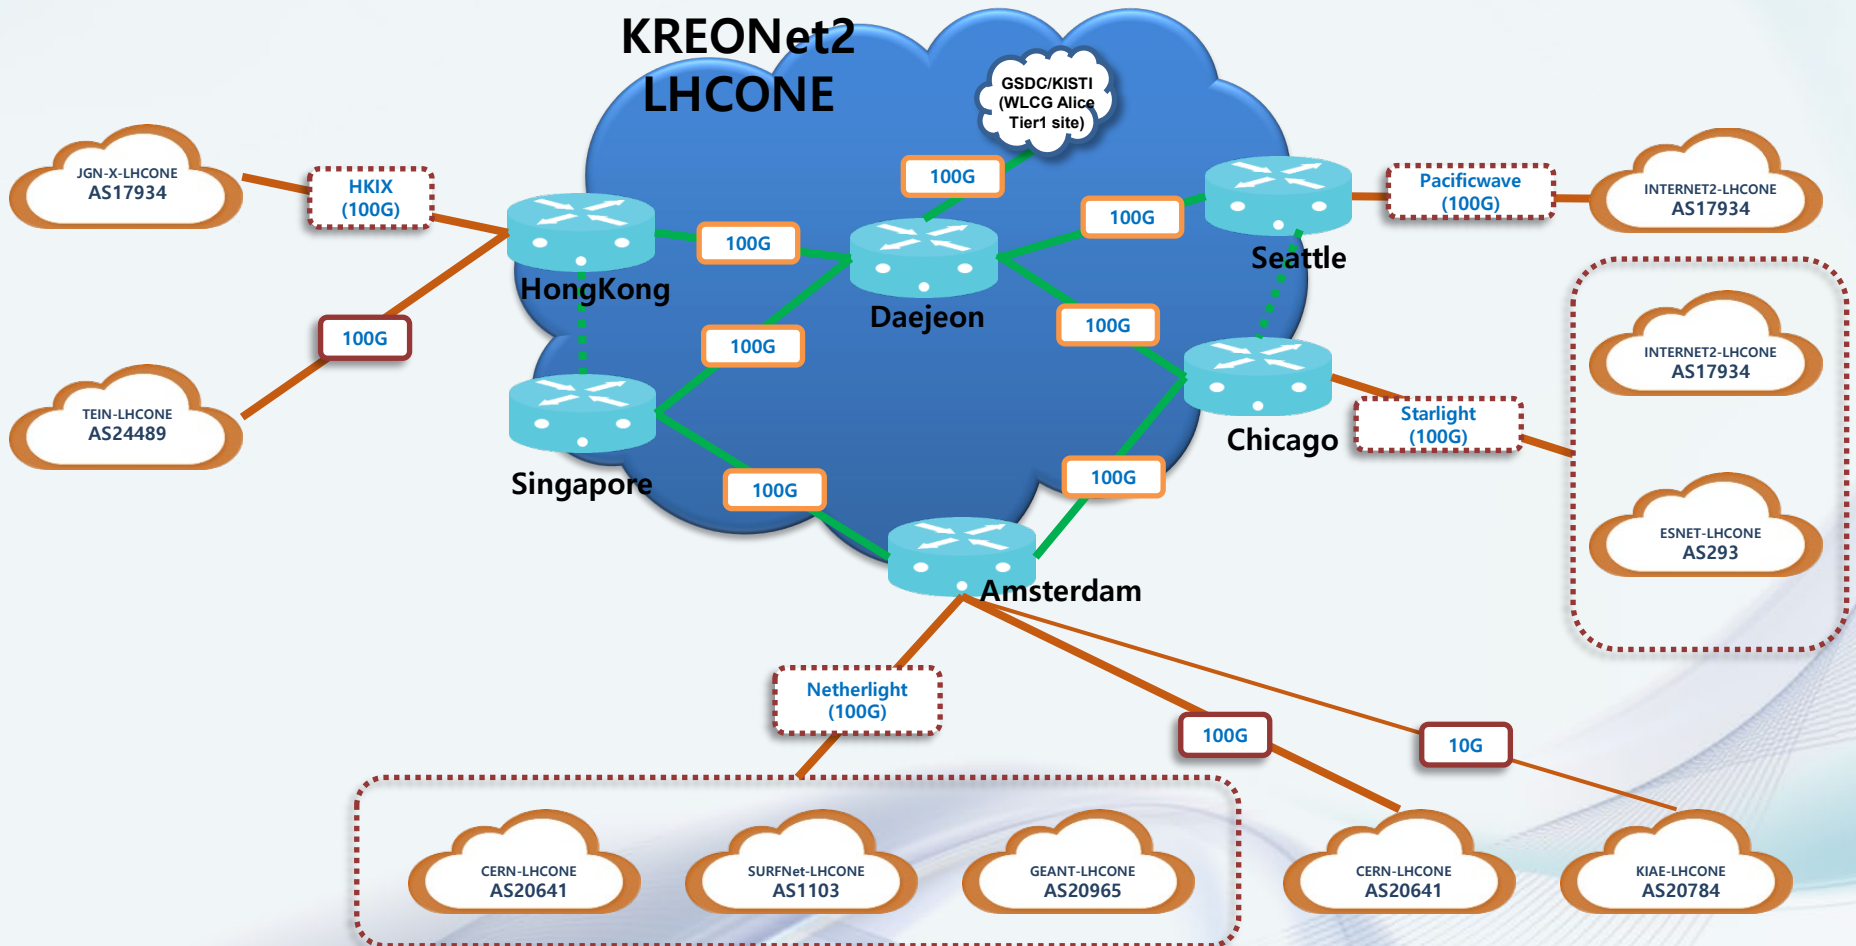 KREONet2
LHCONE
GSDC/KISTI
(WLCG Alice
Tier1 site)
JGN-X-LHCONE
AS17934
HKIX
(100G)
100G
100G
100G
Pacificwave
(100G)
INTERNET2-LHCONE
AS17934
HongKong
Daejeon
Seattle
100G
100G
100G
INTERNET2-LHCONE
AS17934
TEIN-LHCONE
AS24489
Singapore
Chicago
Starlight
(100G)
100G
100G
ESNET-LHCONE
AS293
Amsterdam
Netherlight
(100G)
100G
10G
CERN-LHCONE
AS20641
SURFNet-LHCONE
AS1103
GEANT-LHCONE
AS20965
CERN-LHCONE
AS20641
KIAE-LHCONE
AS20784